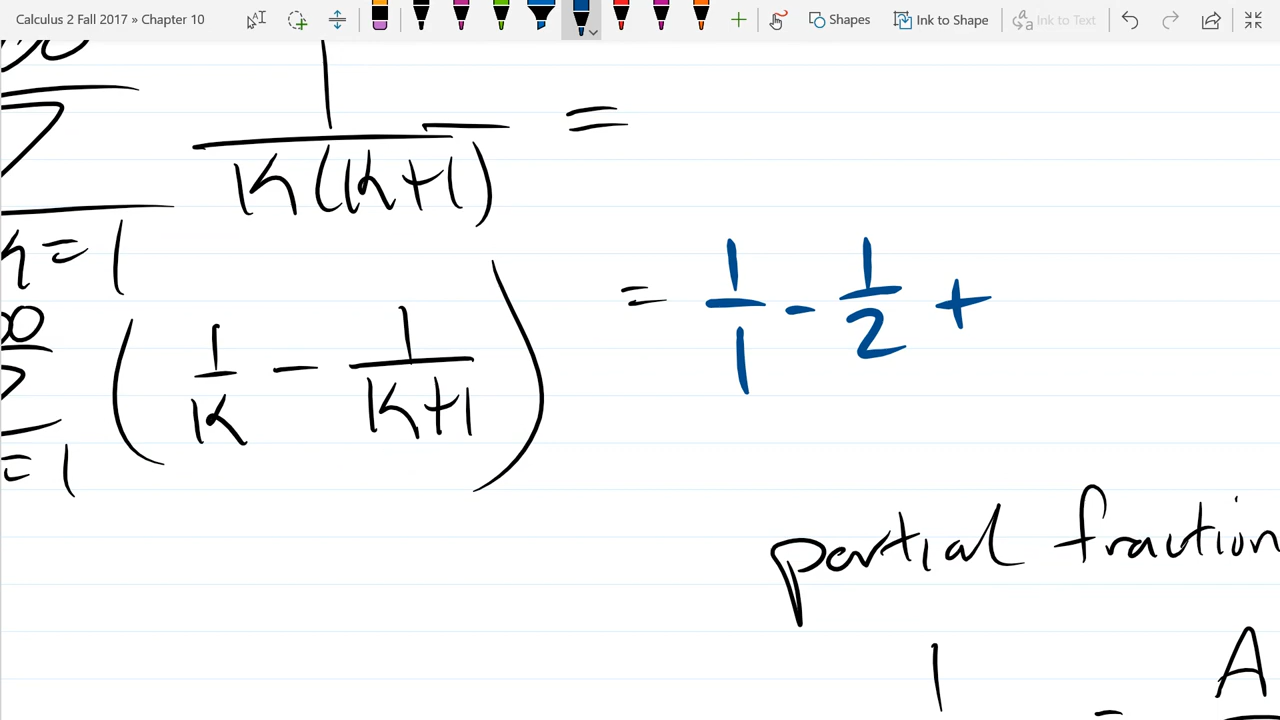 Calculus 2 Fall 2017 » Chapter 10
Shapes
Ink to Shape
Ink to Text
∞
∑ 1/(K(K+1)) =
K=1
∞
∑ (1/K - 1/(K+1)) = 1/1 - 1/2 +
=1
partial fraction
1 = A